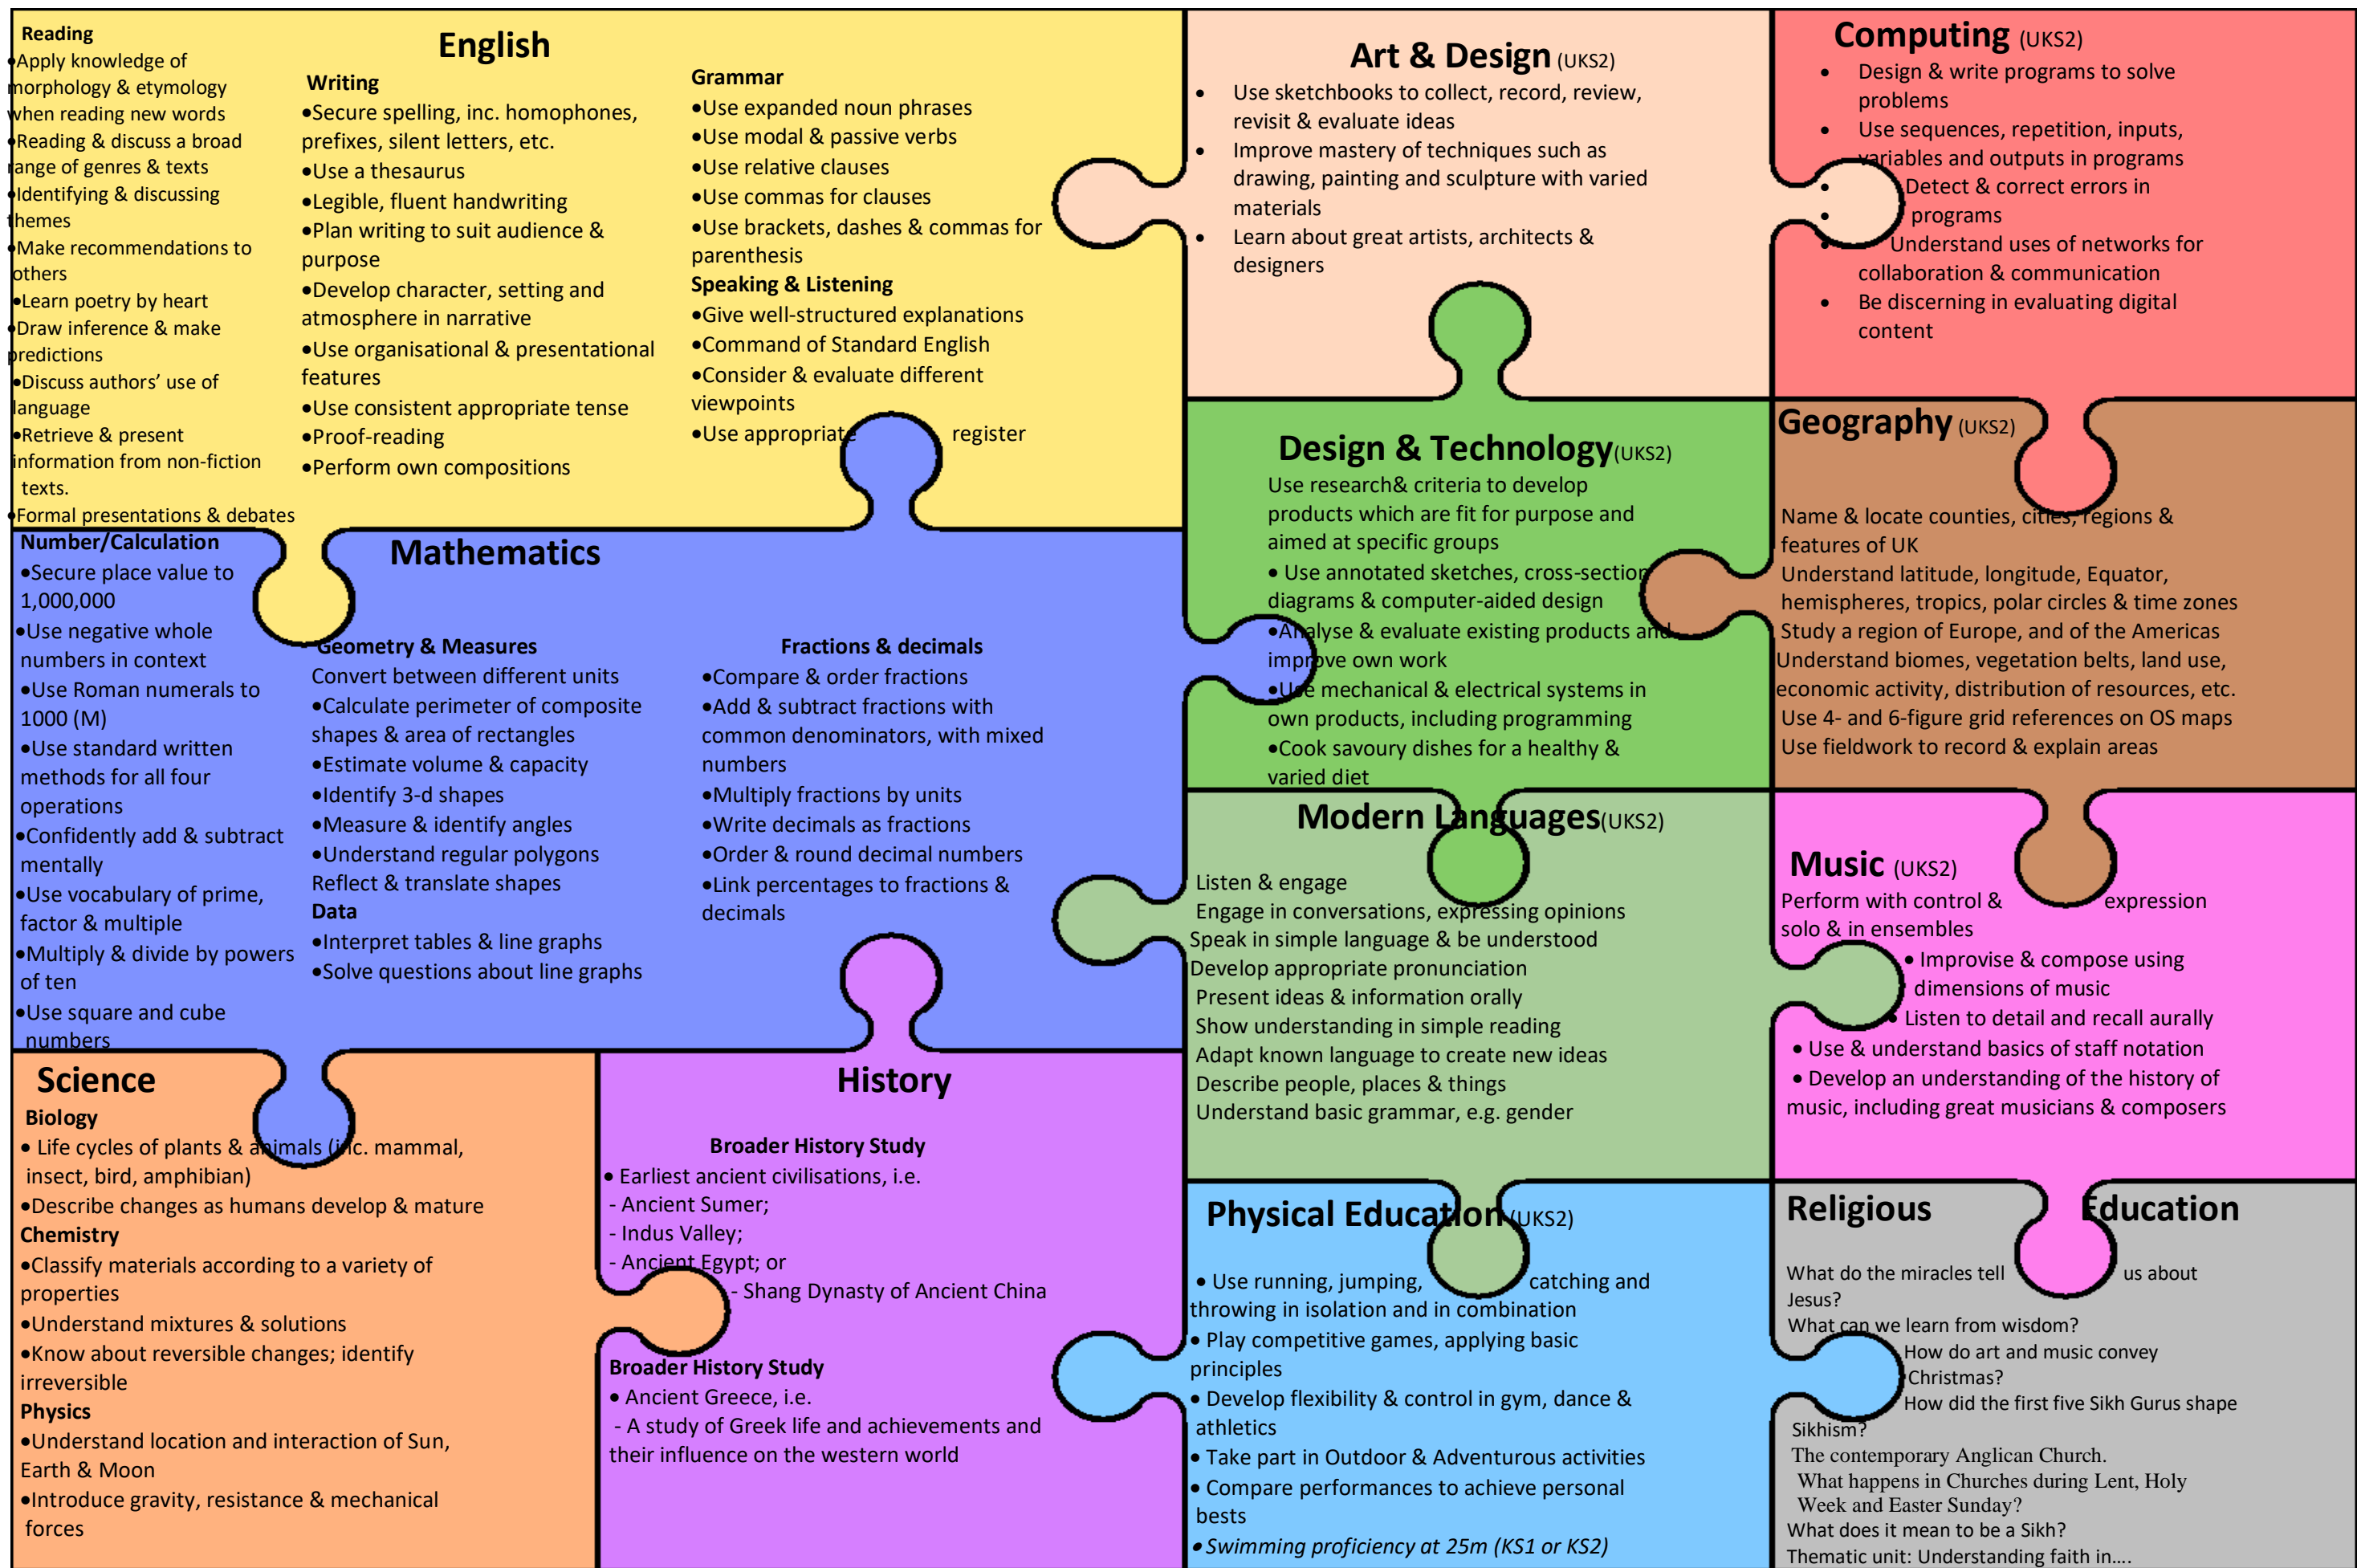 English
Reading
•Apply knowledge of
morphology & etymology
when reading new words
•Reading & discuss a broad
range of genres & texts
•Identifying & discussing
themes
•Make recommendations to
others
•Learn poetry by heart
•Draw inference & make
predictions
•Discuss authors’ use of
language
•Retrieve & present
information from non-fiction
texts.
•Formal presentations & debates
Writing
•Secure spelling, inc. homophones,
prefixes, silent letters, etc.
•Use a thesaurus
•Legible, fluent handwriting
•Plan writing to suit audience &
purpose
•Develop character, setting and
atmosphere in narrative
•Use organisational & presentational
features
•Use consistent appropriate tense
•Proof-reading
•Perform own compositions
Grammar
•Use expanded noun phrases
•Use modal & passive verbs
•Use relative clauses
•Use commas for clauses
•Use brackets, dashes & commas for
parenthesis
Speaking & Listening
•Give well-structured explanations
•Command of Standard English
•Consider & evaluate different
viewpoints
•Use appropriate register
Art & Design (UKS2)
• Use sketchbooks to collect, record, review,
revisit & evaluate ideas
• Improve mastery of techniques such as
drawing, painting and sculpture with varied
materials
• Learn about great artists, architects &
designers
Computing (UKS2)
• Design & write programs to solve
problems
• Use sequences, repetition, inputs,
variables and outputs in programs
• Detect & correct errors in
• programs
• Understand uses of networks for
collaboration & communication
• Be discerning in evaluating digital
content
Design & Technology(UKS2)
Use research& criteria to develop
products which are fit for purpose and
aimed at specific groups
• Use annotated sketches, cross-section
diagrams & computer-aided design
•Analyse & evaluate existing products and
improve own work
•Use mechanical & electrical systems in
own products, including programming
•Cook savoury dishes for a healthy &
varied diet
Geography (UKS2)
Name & locate counties, cities, regions &
features of UK
Understand latitude, longitude, Equator,
hemispheres, tropics, polar circles & time zones
Study a region of Europe, and of the Americas
Understand biomes, vegetation belts, land use,
economic activity, distribution of resources, etc.
Use 4- and 6-figure grid references on OS maps
Use fieldwork to record & explain areas
Mathematics
Number/Calculation
•Secure place value to
1,000,000
•Use negative whole
numbers in context
•Use Roman numerals to
1000 (M)
•Use standard written
methods for all four
operations
•Confidently add & subtract
mentally
•Use vocabulary of prime,
factor & multiple
•Multiply & divide by powers
of ten
•Use square and cube
numbers
Geometry & Measures
Convert between different units
•Calculate perimeter of composite
shapes & area of rectangles
•Estimate volume & capacity
•Identify 3-d shapes
•Measure & identify angles
•Understand regular polygons
Reflect & translate shapes
Data
•Interpret tables & line graphs
•Solve questions about line graphs
Fractions & decimals
•Compare & order fractions
•Add & subtract fractions with
common denominators, with mixed
numbers
•Multiply fractions by units
•Write decimals as fractions
•Order & round decimal numbers
•Link percentages to fractions &
decimals
Modern Languages(UKS2)
Listen & engage
Engage in conversations, expressing opinions
Speak in simple language & be understood
Develop appropriate pronunciation
Present ideas & information orally
Show understanding in simple reading
Adapt known language to create new ideas
Describe people, places & things
Understand basic grammar, e.g. gender
Music (UKS2)
Perform with control & expression
solo & in ensembles
• Improvise & compose using
dimensions of music
• Listen to detail and recall aurally
• Use & understand basics of staff notation
• Develop an understanding of the history of
music, including great musicians & composers
Science
Biology
• Life cycles of plants & animals (inc. mammal,
insect, bird, amphibian)
•Describe changes as humans develop & mature
Chemistry
•Classify materials according to a variety of
properties
•Understand mixtures & solutions
•Know about reversible changes; identify
irreversible
Physics
•Understand location and interaction of Sun,
Earth & Moon
•Introduce gravity, resistance & mechanical
forces
History
Broader History Study
• Earliest ancient civilisations, i.e.
- Ancient Sumer;
- Indus Valley;
- Ancient Egypt; or
- Shang Dynasty of Ancient China
Broader History Study
• Ancient Greece, i.e.
- A study of Greek life and achievements and
their influence on the western world
Physical Education (UKS2)
• Use running, jumping, catching and
throwing in isolation and in combination
• Play competitive games, applying basic
principles
• Develop flexibility & control in gym, dance &
athletics
• Take part in Outdoor & Adventurous activities
• Compare performances to achieve personal
bests
• Swimming proficiency at 25m (KS1 or KS2)
Religious Education
What do the miracles tell us about
Jesus?
What can we learn from wisdom?
How do art and music convey
Christmas?
How did the first five Sikh Gurus shape
Sikhism?
The contemporary Anglican Church.
What happens in Churches during Lent, Holy
Week and Easter Sunday?
What does it mean to be a Sikh?
Thematic unit: Understanding faith in....